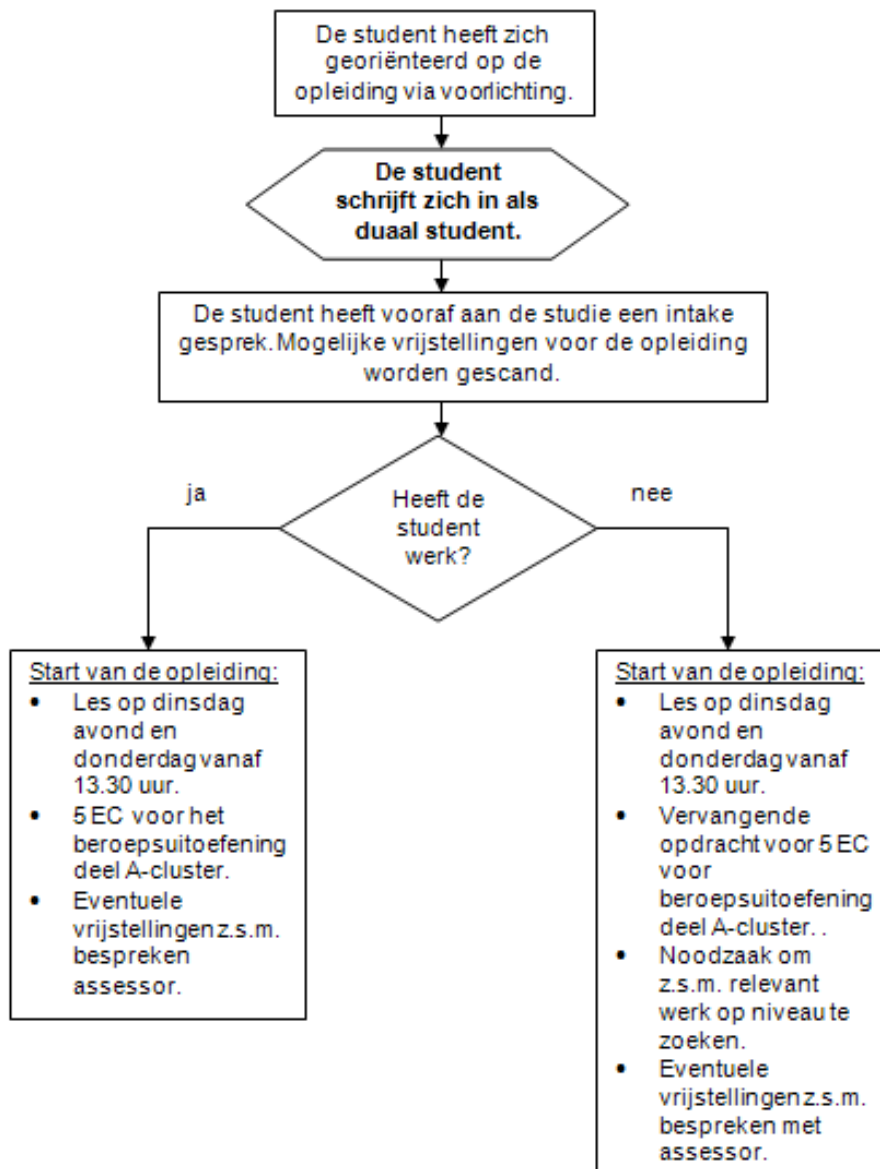 De student heeft zich
georiënteerd op de
opleiding via voorlichting.
De student
schrijft zich in als
duaal student.
De student heeft vooraf aan de studie een intake
gesprek. Mogelijke vrijstellingen voor de opleiding
worden gescand.
ja
Heeft de
student
werk?
nee
Start van de opleiding:
• Les op dinsdag
avond en
donderdag vanaf
13.30 uur.
• 5 EC voor het
beroepsuitoefening
deel A-cluster.
• Eventuele
vrijstellingen z.s.m.
bespreken
assessor.
Start van de opleiding:
• Les op dinsdag
avond en
donderdag vanaf
13.30 uur.
• Vervangende
opdracht voor 5 EC
voor
beroepsuitoefening
deel A-cluster. .
• Noodzaak om
z.s.m. relevant
werk op niveau te
zoeken.
• Eventuele
vrijstellingen z.s.m.
bespreken met
assessor.